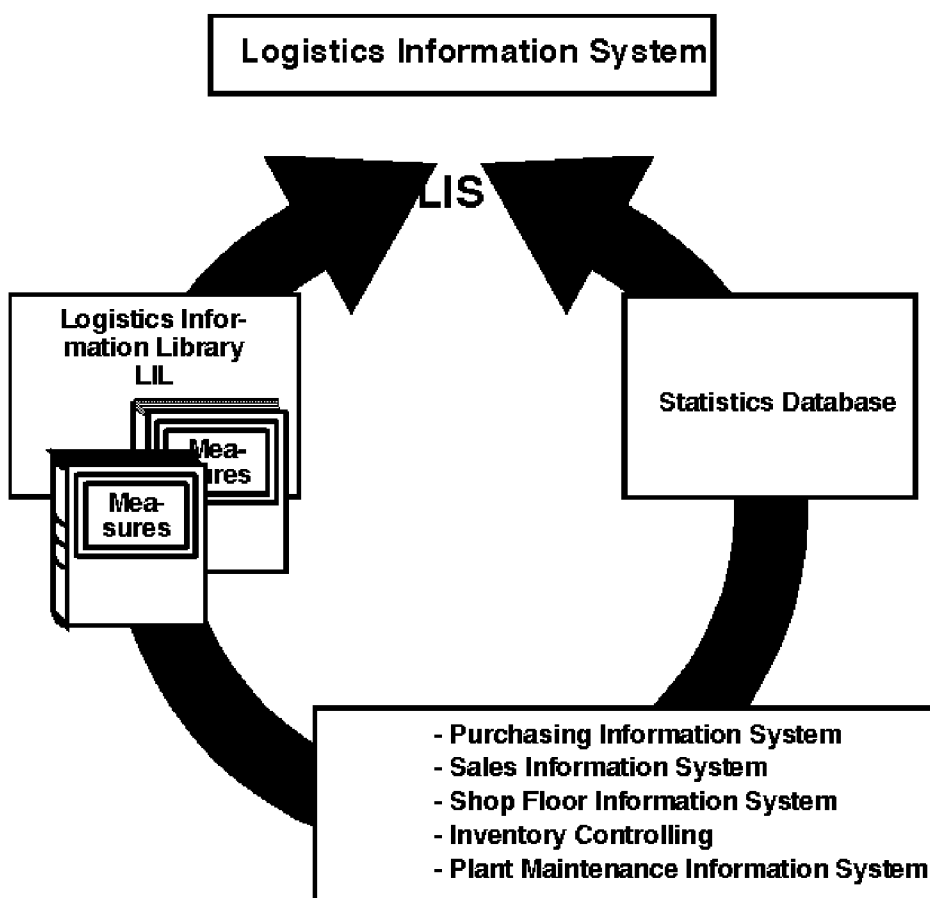 Logistics Information System
LIS
Logistics Infor-
mation Library
LIL
Mea-
sures
Mea-
sures
Statistics Database
- Purchasing Information System
- Sales Information System
- Shop Floor Information System
- Inventory Controlling
- Plant Maintenance Information System